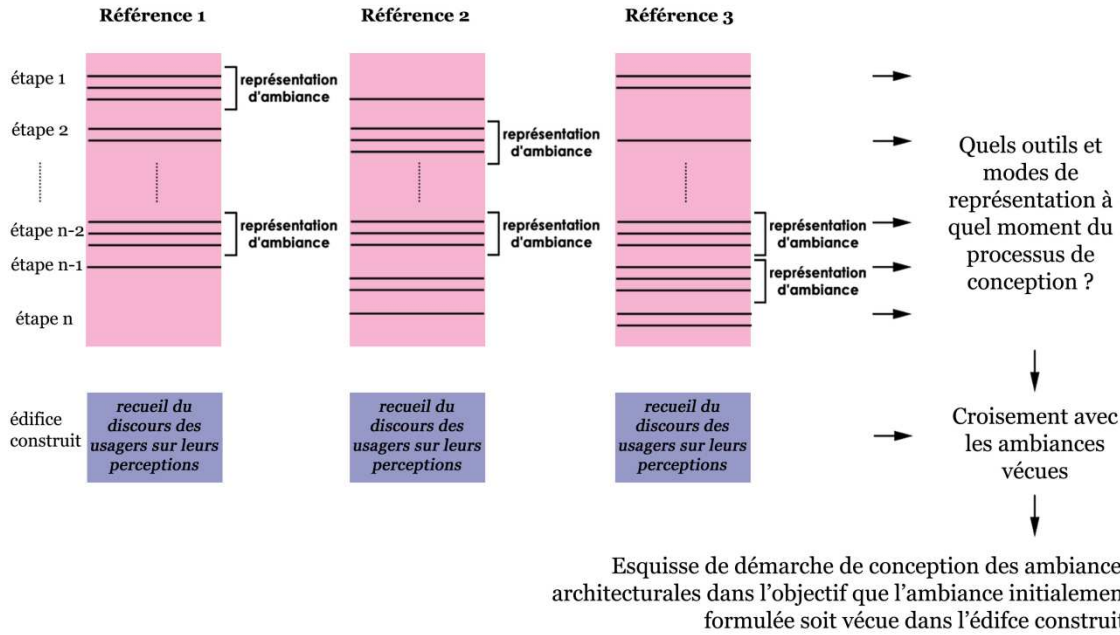 Référence 1
Référence 2
Référence 3
étape 1
représentation
d'ambiance
étape 2
représentation
d'ambiance
étape n-2
représentation
d'ambiance
représentation
d'ambiance
représentation
d'ambiance
étape n-1
représentation
d'ambiance
étape n
Quels outils et
modes de
représentation à
quel moment du
processus de
conception ?
édifice
construit
recueil du
discours des
usagers sur leurs
perceptions
recueil du
discours des
usagers sur leurs
perceptions
recueil du
discours des
usagers sur leurs
perceptions
Croisement avec
les ambiances
vécues
Esquisse de démarche de conception des ambiance
architecturales dans l’objectif que l’ambiance initialemen
formulée soit vécue dans l’édifce construit